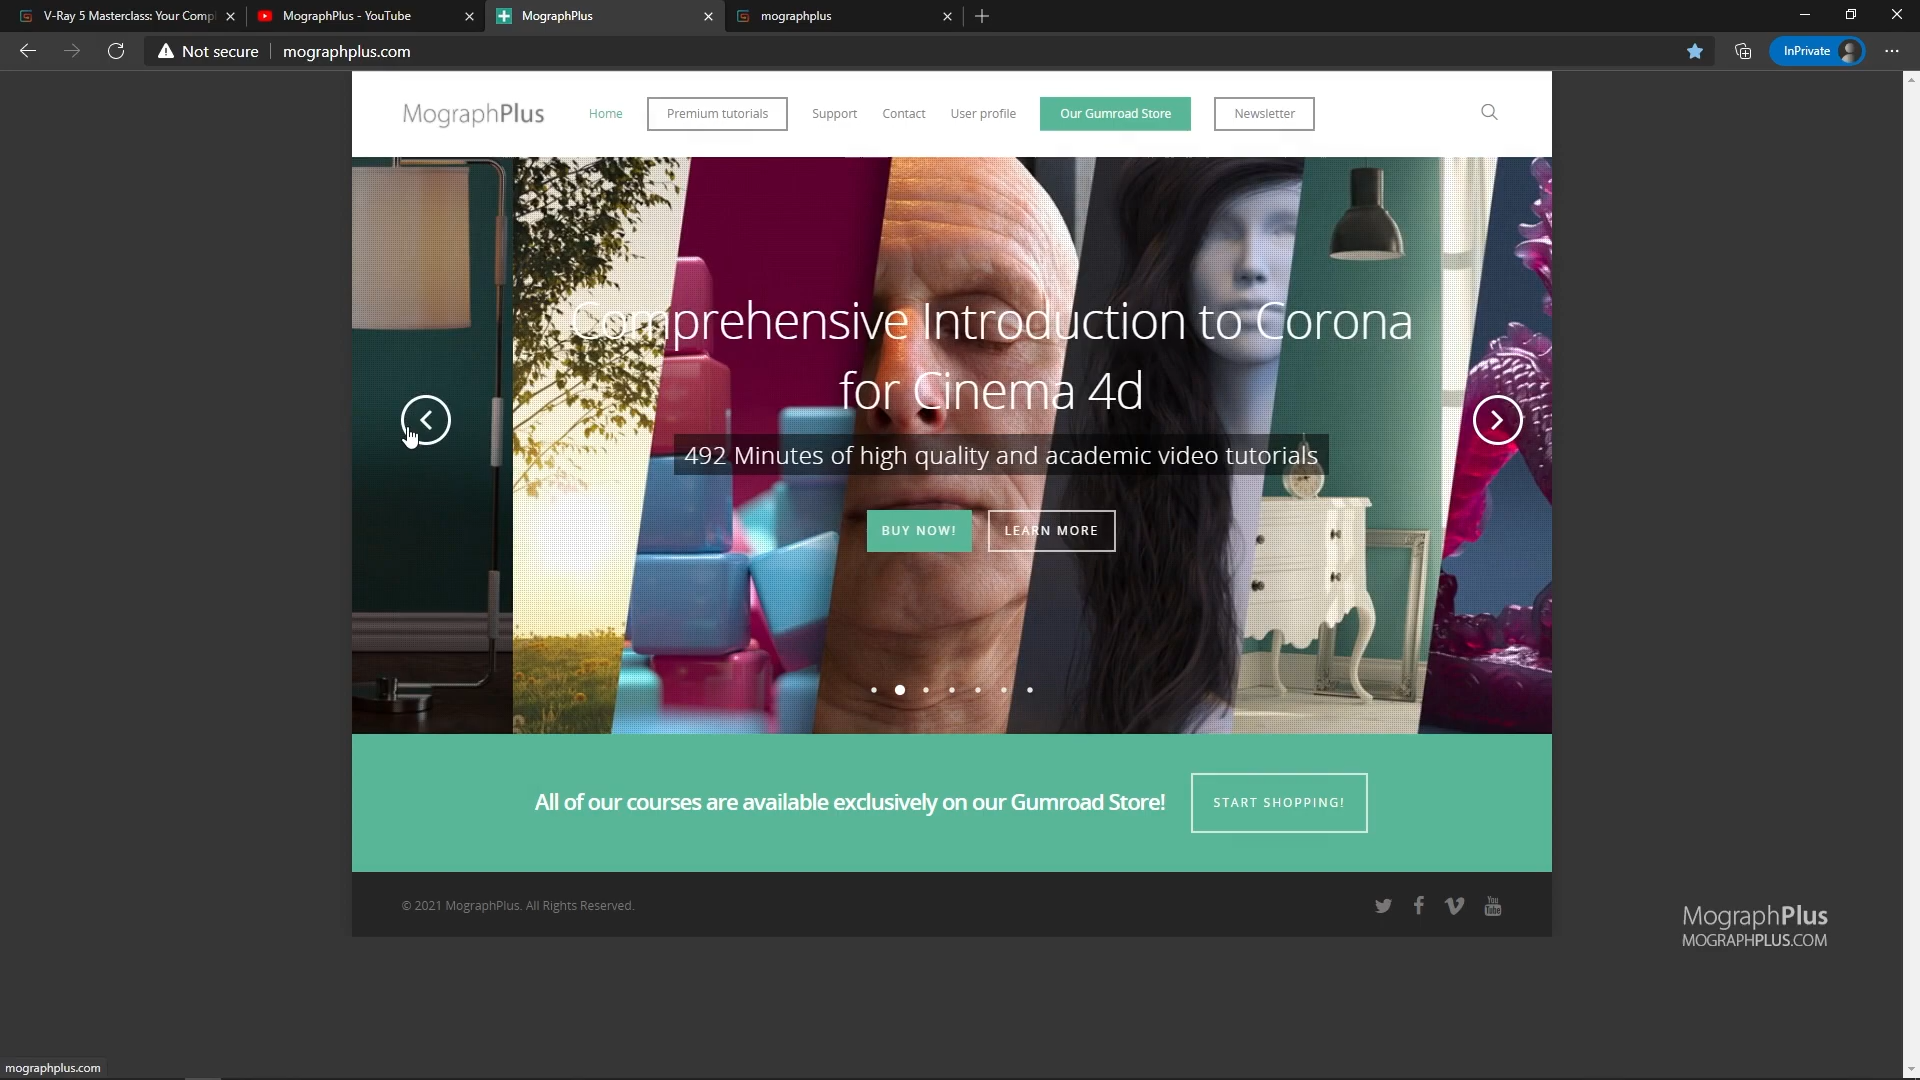 V-Ray 5 Masterclass: Your Compl
MographPlus - YouTube
MographPlus
mographplus
Not secure
mographplus.com
InPrivate
MographPlus
Home
Premium tutorials
Support
Contact
User profile
Our Gumroad Store
Newsletter
Comprehensive Introduction to Corona
for Cinema 4d
492 Minutes of high quality and academic video tutorials
BUY NOW!
LEARN MORE
All of our courses are available exclusively on our Gumroad Store!
START SHOPPING!
© 2021 MographPlus. All Rights Reserved.
You
Tube
MographPlus
MOGRAPHPLUS.COM
mographplus.com